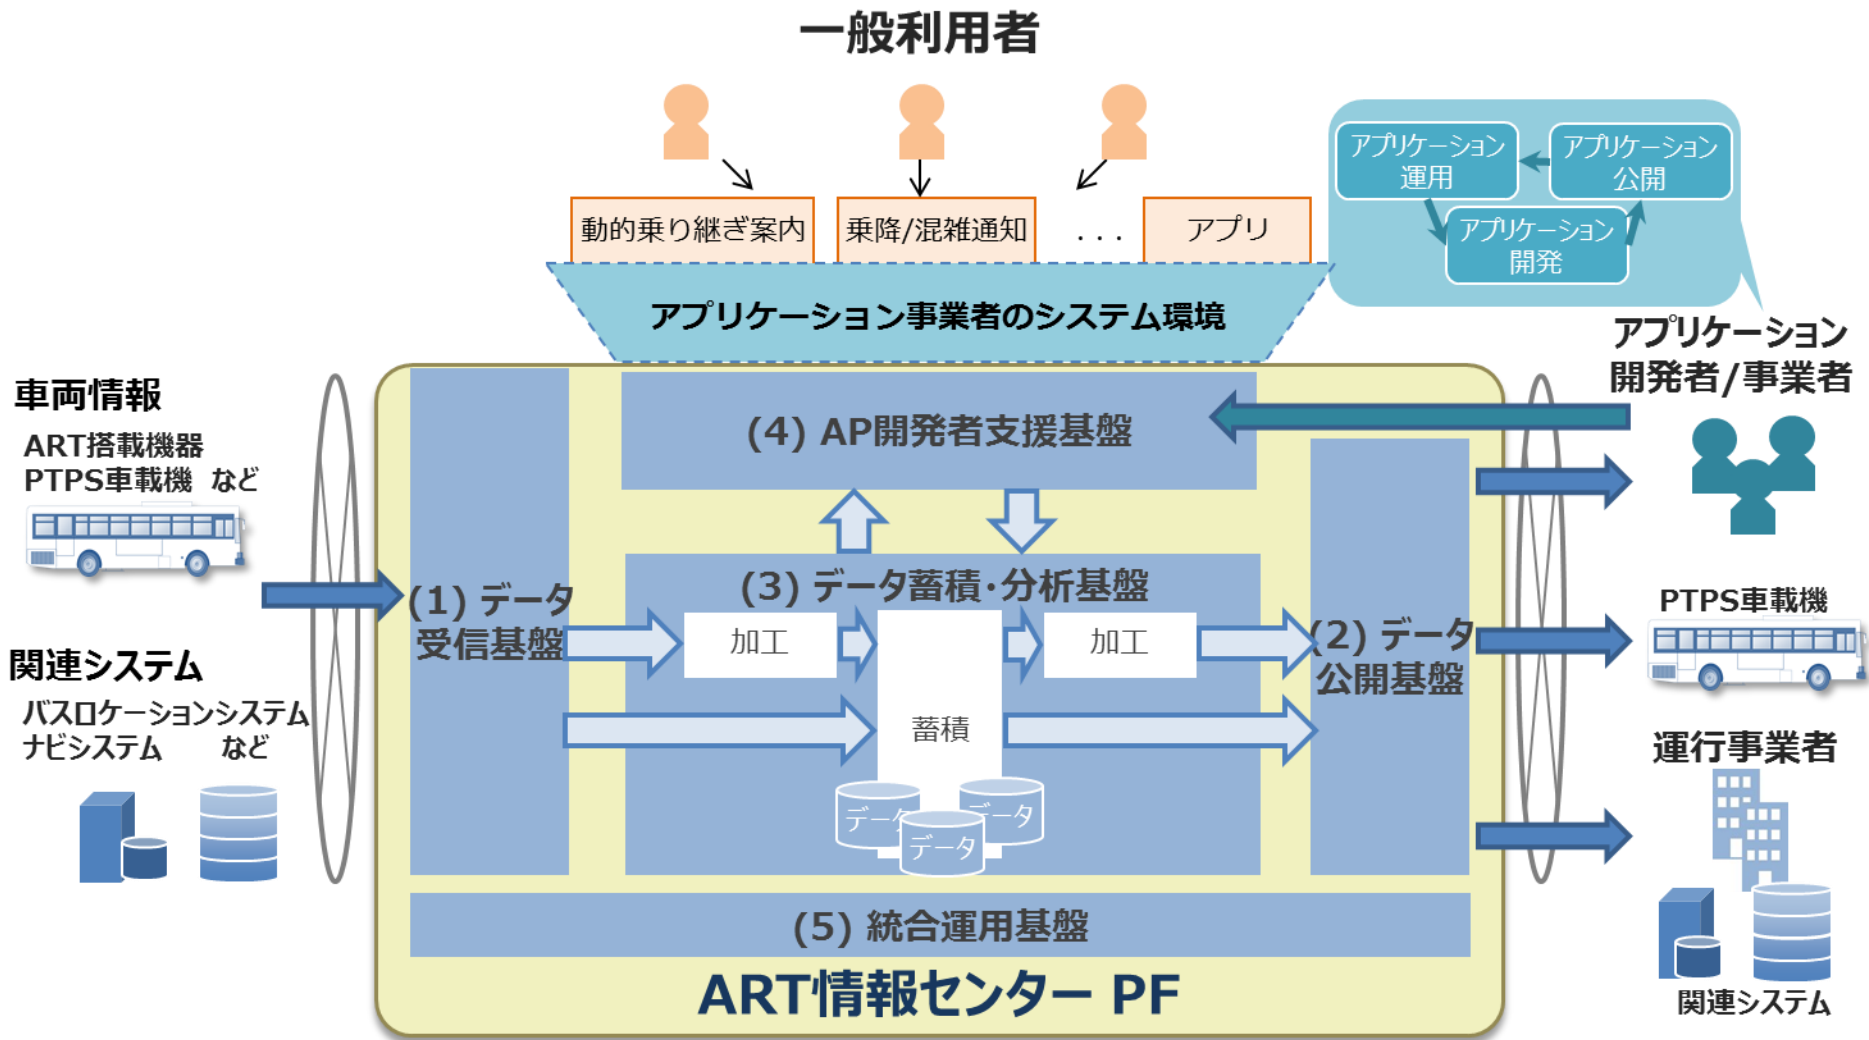 一般利用者
アプリケーション
運用
アプリケーション
公開
アプリケーション
開発
動的乗り継ぎ案内
乗降/混雑通知
...
アプリ
アプリケーション事業者のシステム環境
アプリケーション
開発者/事業者
車両情報
ART搭載機器
PTPS車載機 など
(4) AP開発者支援基盤
(1) データ
受信基盤
(3) データ蓄積・分析基盤
加工
加工
蓄積
データ
データ
データ
(2) データ
公開基盤
PTPS車載機
関連システム
バスロケーションシステム
ナビシステム など
運行事業者
関連システム
(5) 統合運用基盤
ART情報センター PF